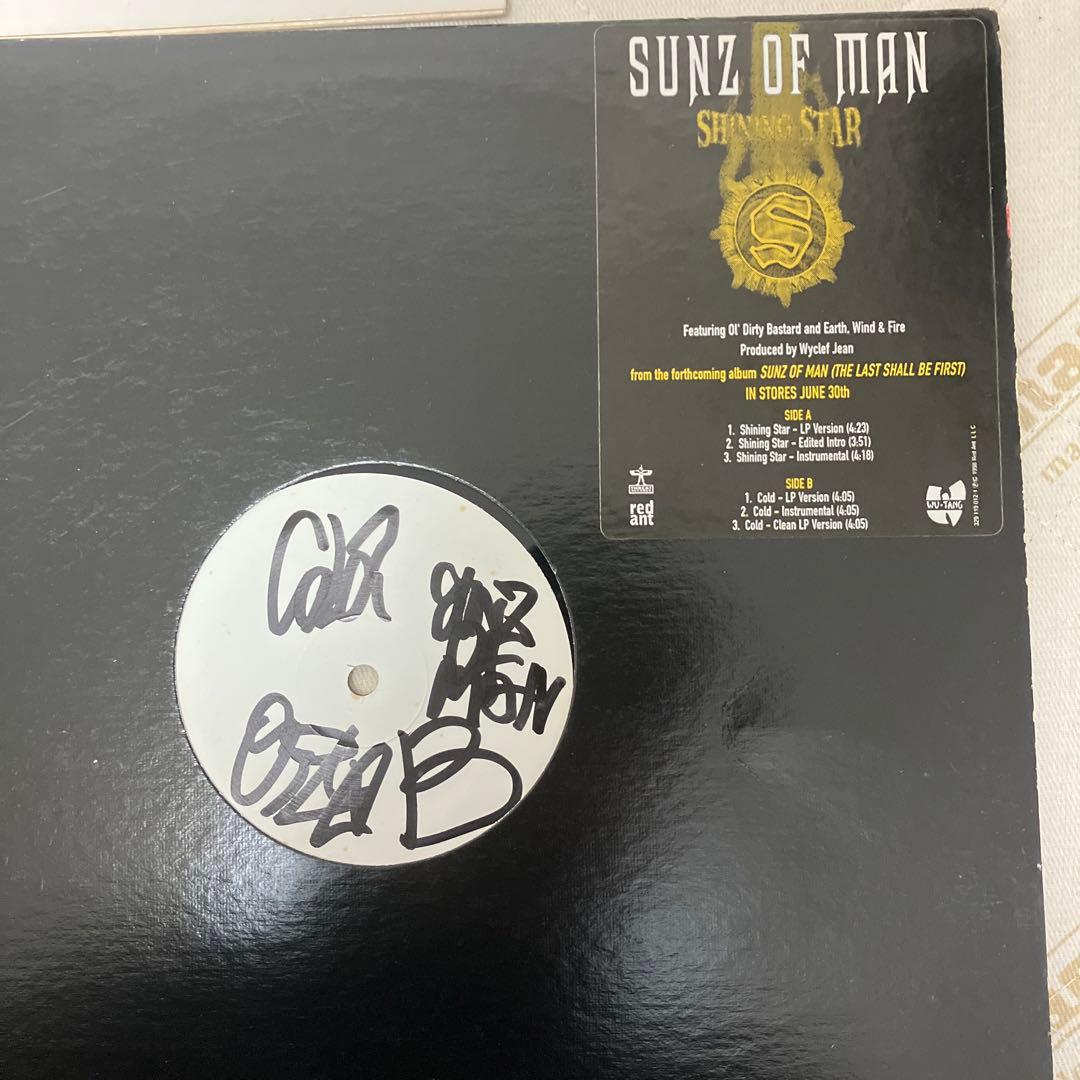 SUNZ OF MAN
SHINING STAR
S
Featuring Ol' Dirty Bastard and Earth, Wind & Fire
Produced by Wyclef Jean
from the forthcoming album SUNZ OF MAN (THE LAST SHALL BE FIRST)
IN STORES JUNE 30th
SIDE A
1. Shining Star – LP Version (4:23)
2. Shining Star – Edited Intro (3:51)
3. Shining Star – Instrumental (4:18)
SIDE B
1. Cold – LP Version (4:05)
2. Cold – Instrumental (4:05)
3. Cold – Clean LP Version (4:05)
red
ant
WU-TANG
Cold
SUNZ
OF
MAN
B